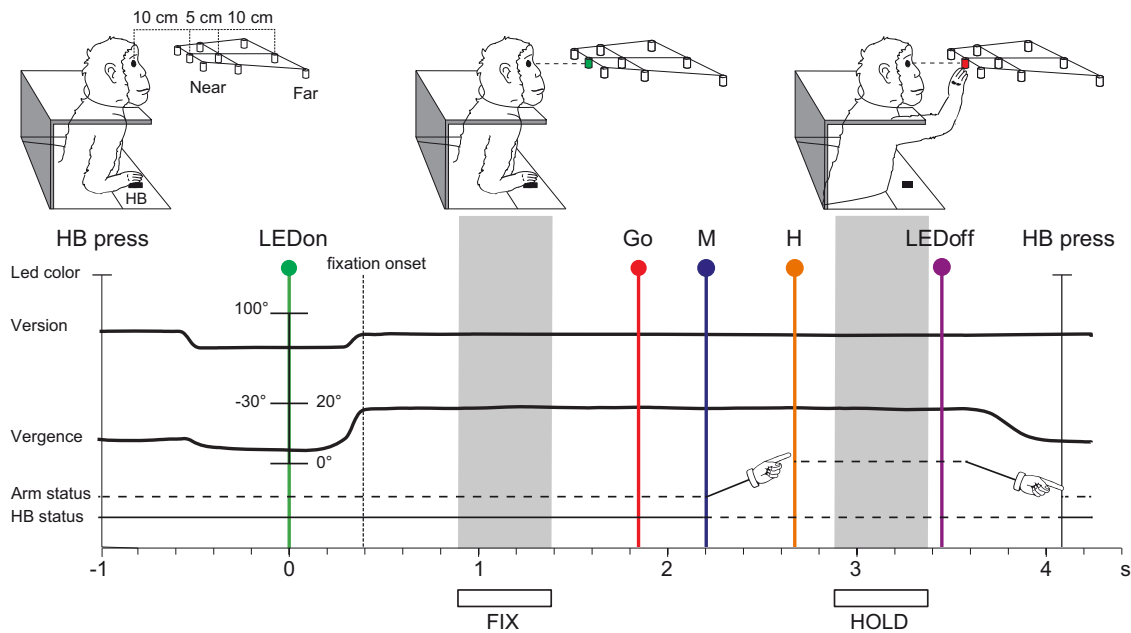 10 cm 5 cm 10 cm
Near
Far
HB
HB press
LEDon
Go
M
H
LEDoff
HB press
fixation onset
Led color
100°
Version
-30° 20°
Vergence
0°
Arm status
HB status
-1 0 1 2 3 4 s
FIX
HOLD